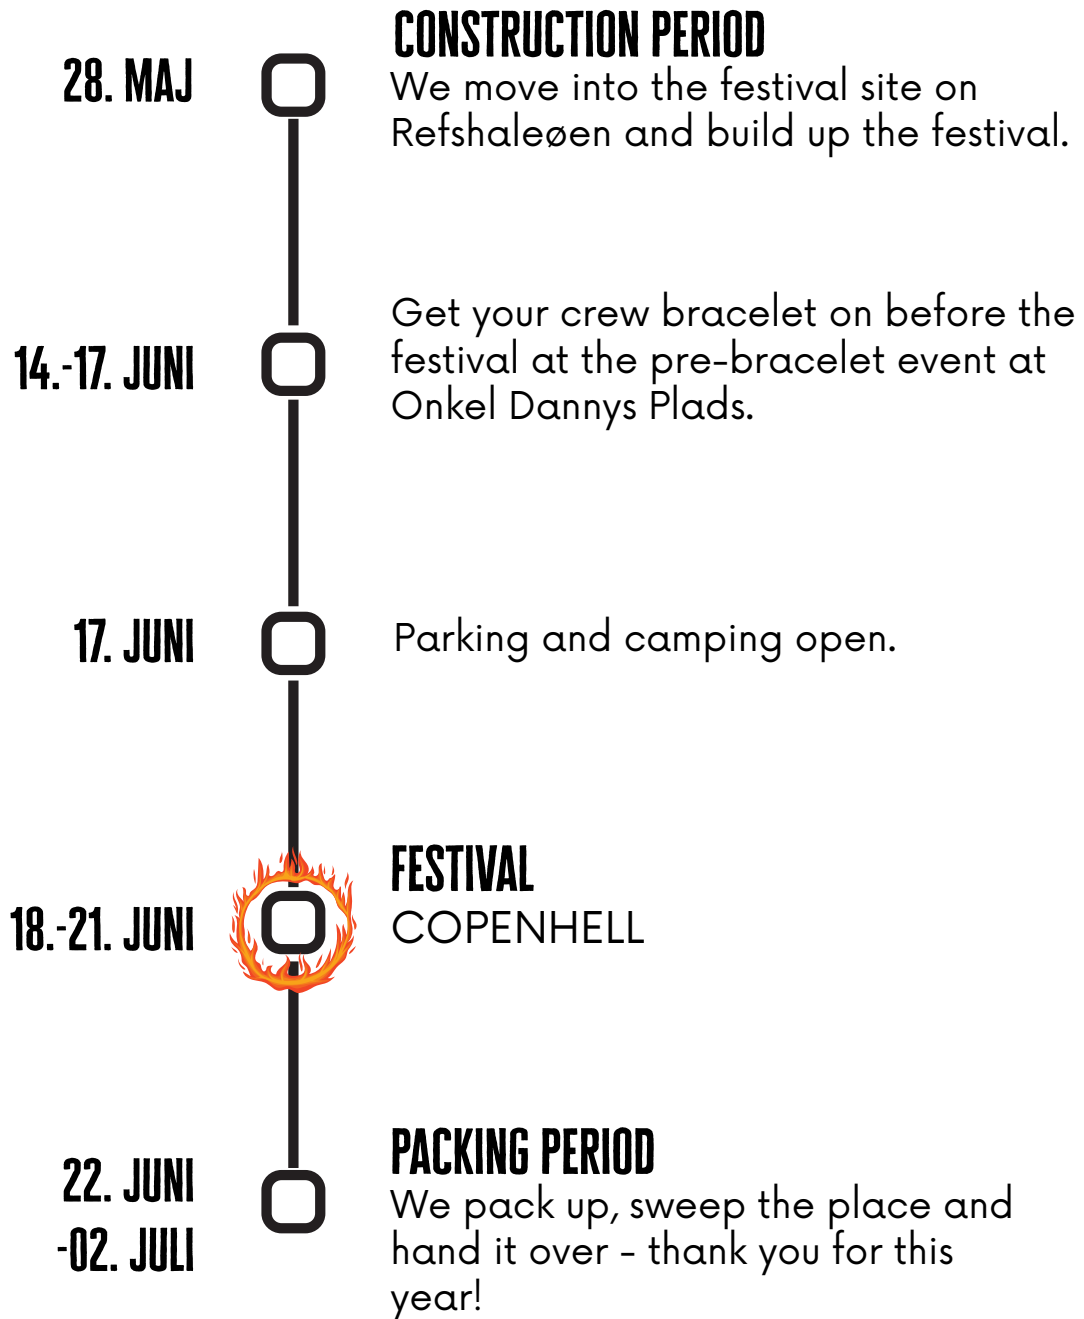 28. MAJ
CONSTRUCTION PERIOD
We move into the festival site on
Refshaleøen and build up the festival.
14.-17. JUNI
Get your crew bracelet on before the
festival at the pre-bracelet event at
Onkel Dannys Plads.
17. JUNI
Parking and camping open.
18.-21. JUNI
FESTIVAL
COPENHELL
22. JUNI
-02. JULI
PACKING PERIOD
We pack up, sweep the place and
hand it over - thank you for this
year!